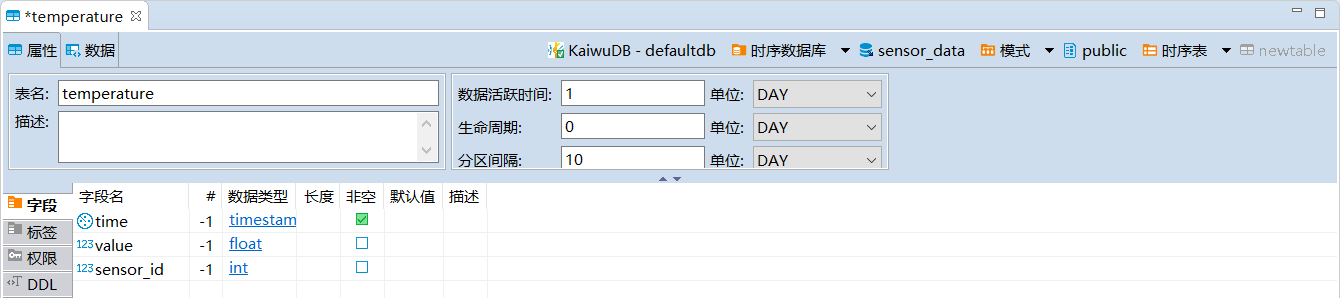 *temperature
属性 数据 KaiwuDB - defaultdb 时序数据库 sensor_data 模式 public 时序表 newtable
表名: temperature
描述:
数据活跃时间: 1 单位: DAY
生命周期: 0 单位: DAY
分区间隔: 10 单位: DAY
字段
标签
权限
DDL
字段名 # 数据类型 长度 非空 默认值 描述
time -1 timestam
123 value -1 float
123 sensor_id -1 int